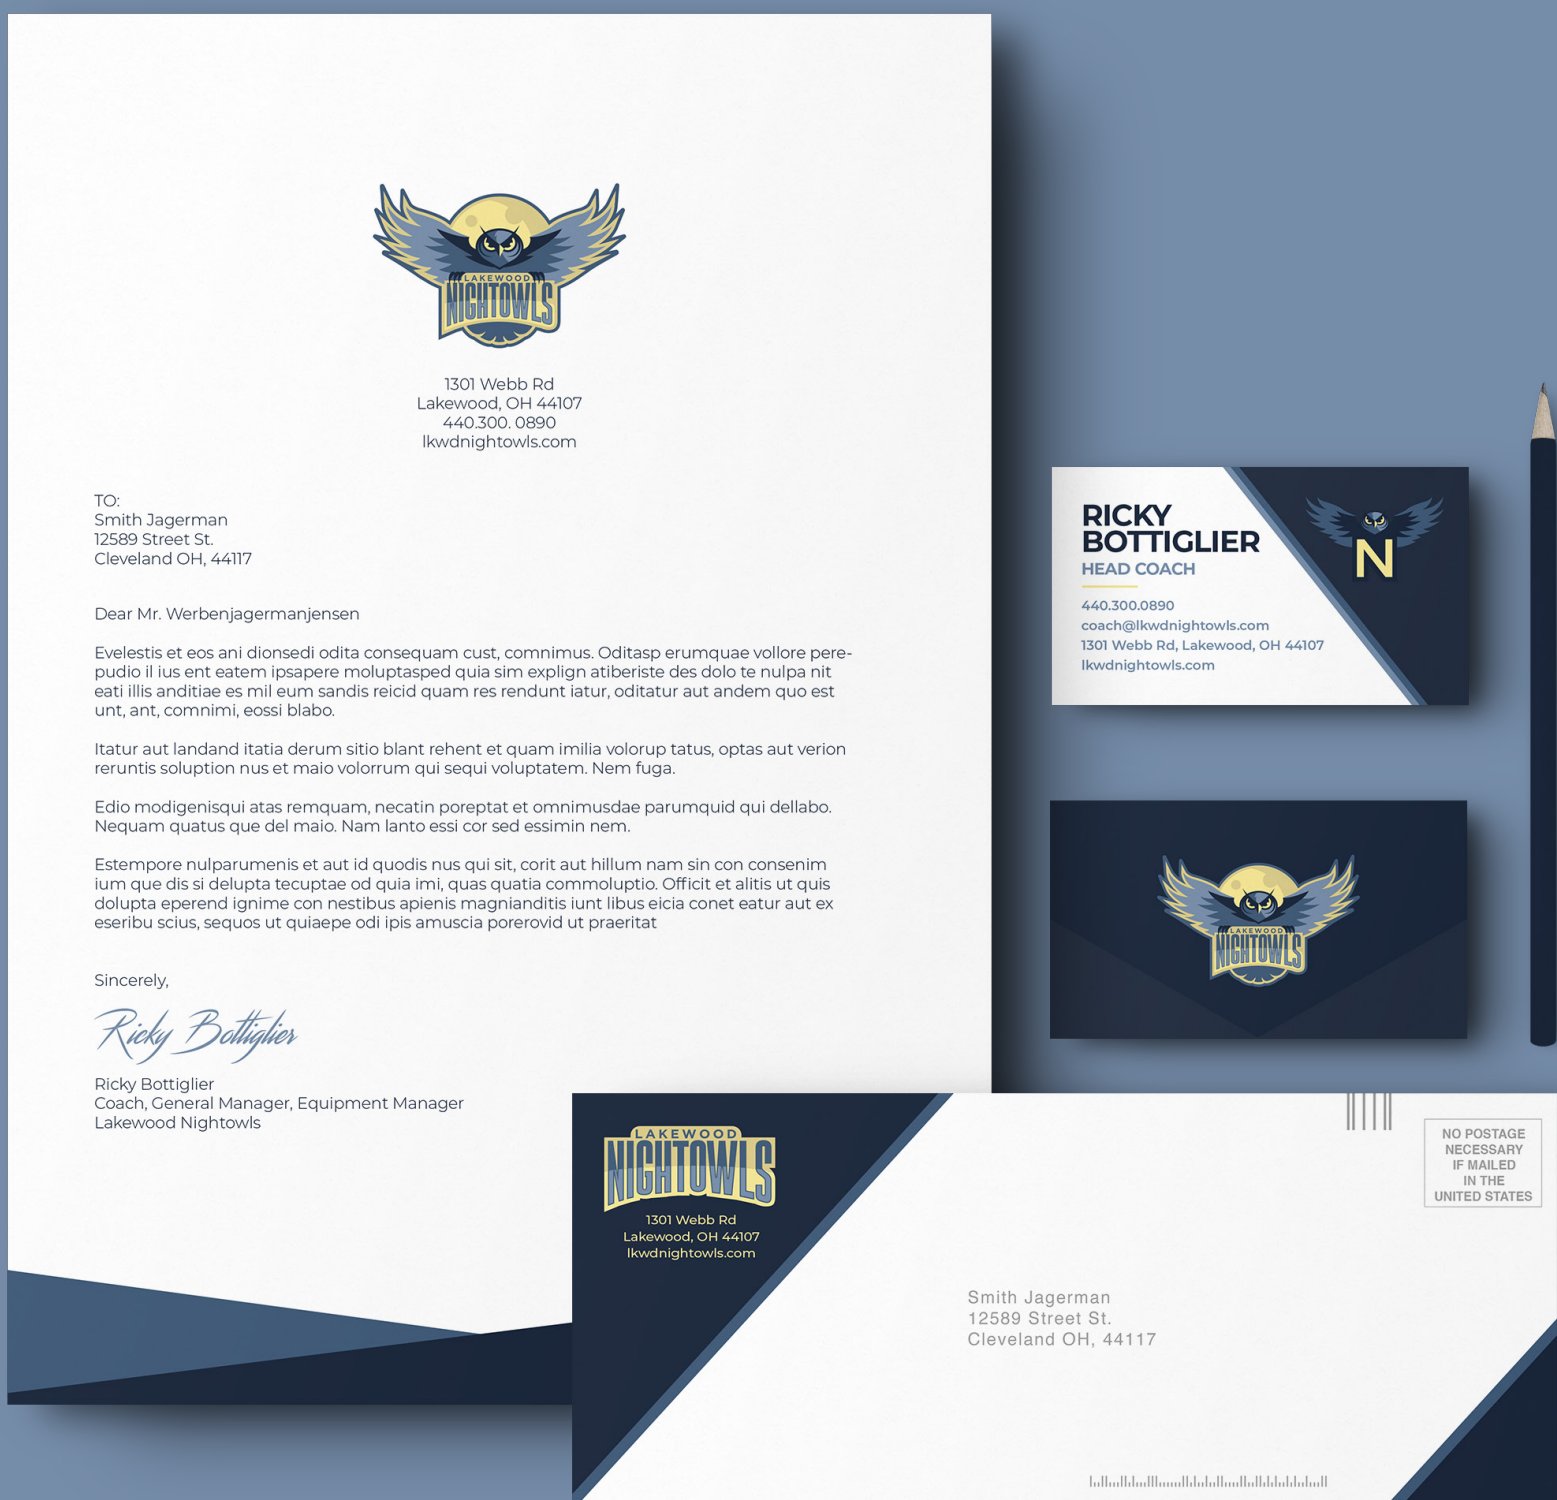 LAKEWOOD
NIGHTOWLS
1301 Webb Rd
Lakewood, OH 44107
440.300. 0890
lkwdnightowls.com
TO:
Smith Jagerman
12589 Street St.
Cleveland OH, 44117
Dear Mr. Werbenjagermanjensen
Evelestis et eos ani dionsedi odita consequam cust, comnimus. Oditasp erumquae vollore pere-
pudio il ius ent eatem ipsapere moluptasped quia sim explign atiberiste des dolo te nulpa nit
eati illis anditiae es mil eum sandis reicid quam res rendunt iatur, oditatur aut andem quo est
unt, ant, comnimi, eossi blabo.
Itatur aut landand itatia derum sitio blant rehent et quam imilia volorup tatus, optas aut verion
reruntis soluption nus et maio volorrum qui sequi voluptatem. Nem fuga.
Edio modigenisqui atas remquam, necatin poreptat et omnimusdae parumquid qui dellabo.
Nequam quatus que del maio. Nam lanto essi cor sed essimin nem.
Estempore nulparumenis et aut id quodis nus qui sit, corit aut hillum nam sin con consenim
ium que dis si delupta tecuptae od quia imi, quas quatia commoluptio. Officit et alitis ut quis
dolupta eperend ignime con nestibus apienis magnianditis iunt libus eicia conet eatur aut ex
eseribu scius, sequos ut quiaepe odi ipis amuscia porerovid ut praeritat
Sincerely,
Ricky Bottiglier
Ricky Bottiglier
Coach, General Manager, Equipment Manager
Lakewood Nightowls
RICKY
BOTTIGLIER
HEAD COACH
440.300.0890
coach@lkwdnightowls.com
1301 Webb Rd, Lakewood, OH 44107
lkwdnightowls.com
N
LAKEWOOD
NIGHTOWLS
LAKEWOOD
NIGHTOWLS
1301 Webb Rd
Lakewood, OH 44107
lkwdnightowls.com
NO POSTAGE
NECESSARY
IF MAILED
IN THE
UNITED STATES
Smith Jagerman
12589 Street St.
Cleveland OH, 44117